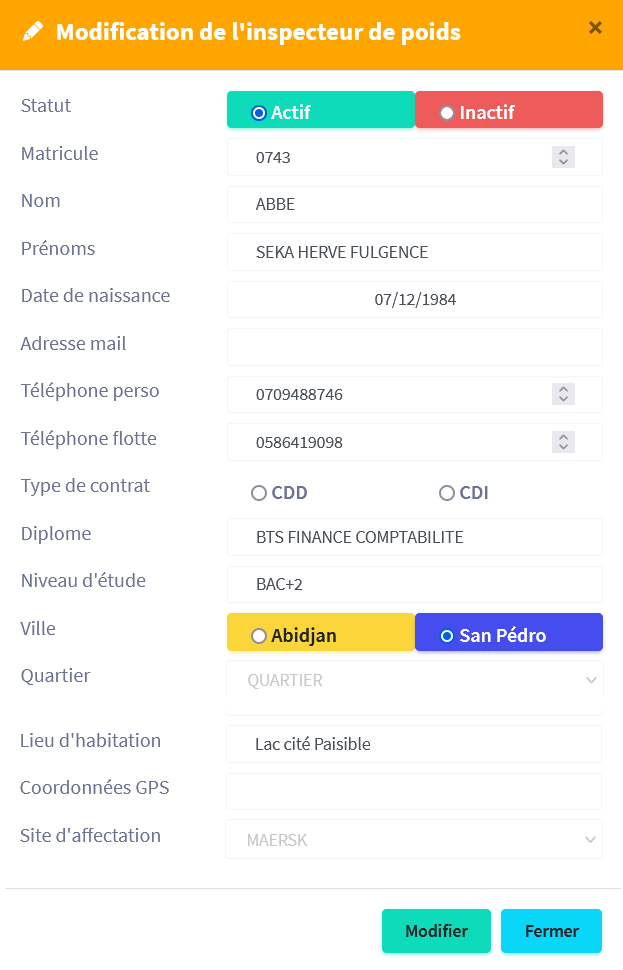 Modification de l'inspecteur de poids
×
Statut Actif Inactif
Matricule 0743
Nom ABBE
Prénoms SEKA HERVE FULGENCE
Date de naissance 07/12/1984
Adresse mail
Téléphone perso 0709488746
Téléphone flotte 0586419098
Type de contrat CDD CDI
Diplome BTS FINANCE COMPTABILITE
Niveau d'étude BAC+2
Ville Abidjan San Pédro
Quartier QUARTIER
Lieu d'habitation Lac cité Paisible
Coordonnées GPS
Site d'affectation MAERSK
Modifier Fermer